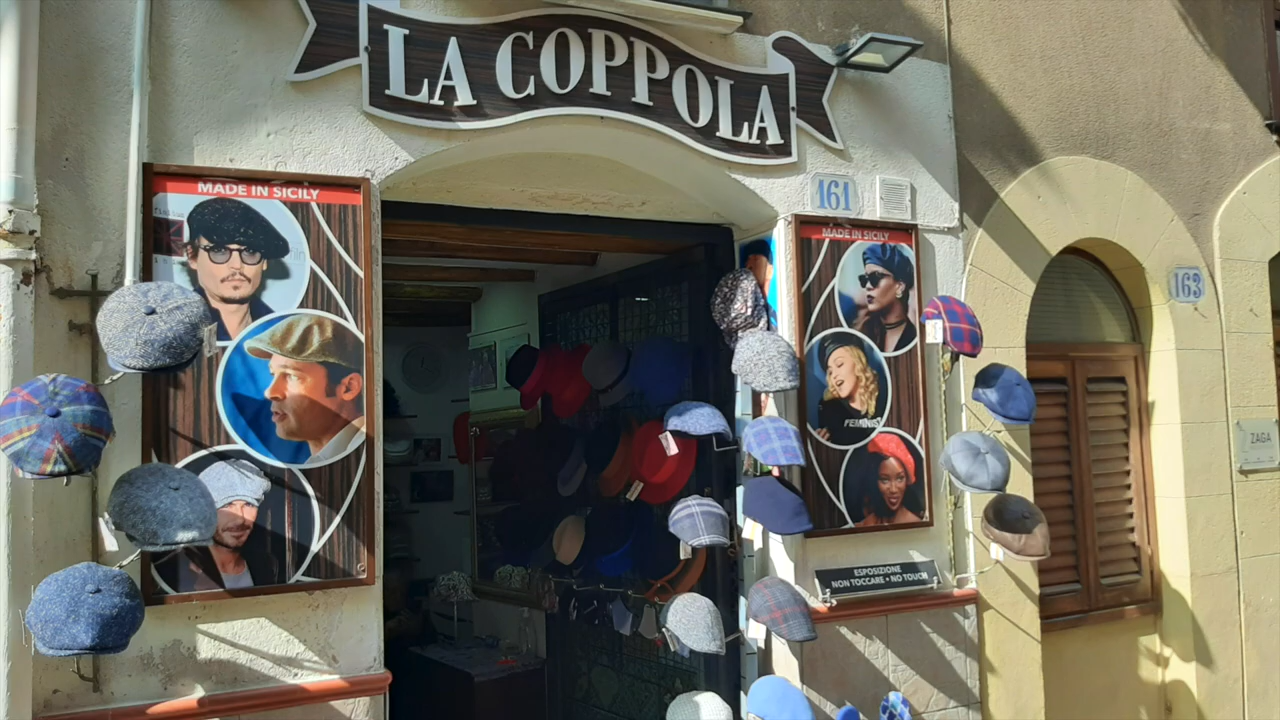 LA COPPOLA
MADE IN SICILY
161
MADE IN SICILY
163
FEMINIST
ZAGA
ESPOSIZIONE
NON TOCCARE • NO TOUCH